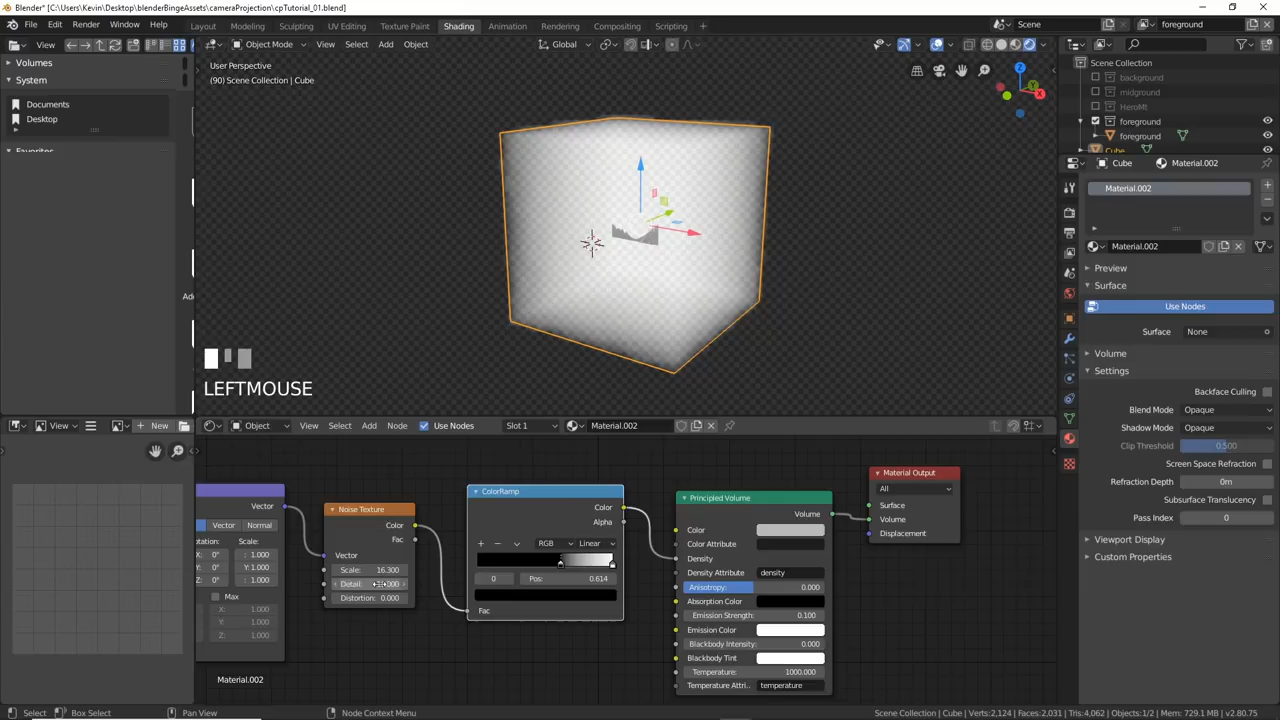 Blender* [C:\Users\Kevin\Desktop\blenderBingeAssets\cameraProjection\cpTutorial_01.blend]
File Edit Render Window Help Layout Modeling Sculpting UV Editing Texture Paint Shading Animation Rendering Compositing Scripting + Scene foreground
View Object Mode View Select Add Object Global
Volumes
System
Documents
Desktop
Favorites
User Perspective
(90) Scene Collection | Cube
Z
Y
X
LEFTMOUSE
Scene Collection
background
midground
HeroMt
foreground
foreground
Cube
Cube Material.002
Material.002
Material.002
Preview
Surface
Use Nodes
Surface None
Volume
Settings
Backface Culling
Blend Mode Opaque
Shadow Mode Opaque
Clip Threshold 0.500
Screen Space Refraction
Refraction Depth 0m
Subsurface Translucency
Pass Index 0
Viewport Display
Custom Properties
View + New
Object View Select Add Node Use Nodes Slot 1 Material.002
Vector
Vector Normal
Scale:
X: 0° : 1.000
Y: 0° Y: 1.000
Z: 0° Z: 1.000
Max
X: 1.000
Y: 1.000
Z: 1.000
Material.002
Noise Texture
Color
Fac
Vector
Scale: 16.300
Detail:
Distortion: 0.000
ColorRamp
Color
Alpha
RGB Linear
0 Pos: 0.614
Fac
Principled Volume
Volume
Color
Color Attribute
Density
Density Attribute density
Anisotropy: 0.000
Absorption Color
Emission Strength: 0.100
Emission Color
Blackbody Intensity: 0.000
Blackbody Tint
Temperature: 1000.000
Temperature Attri.. temperature
Material Output
All
Surface
Volume
Displacement
Select Box Select Pan View Node Context Menu
Scene Collection | Cube | Verts:2,124 | Faces:2,031 | Tris:4,062 | Objects:1/2 | Mem: 729.1 MB | v2.80.75